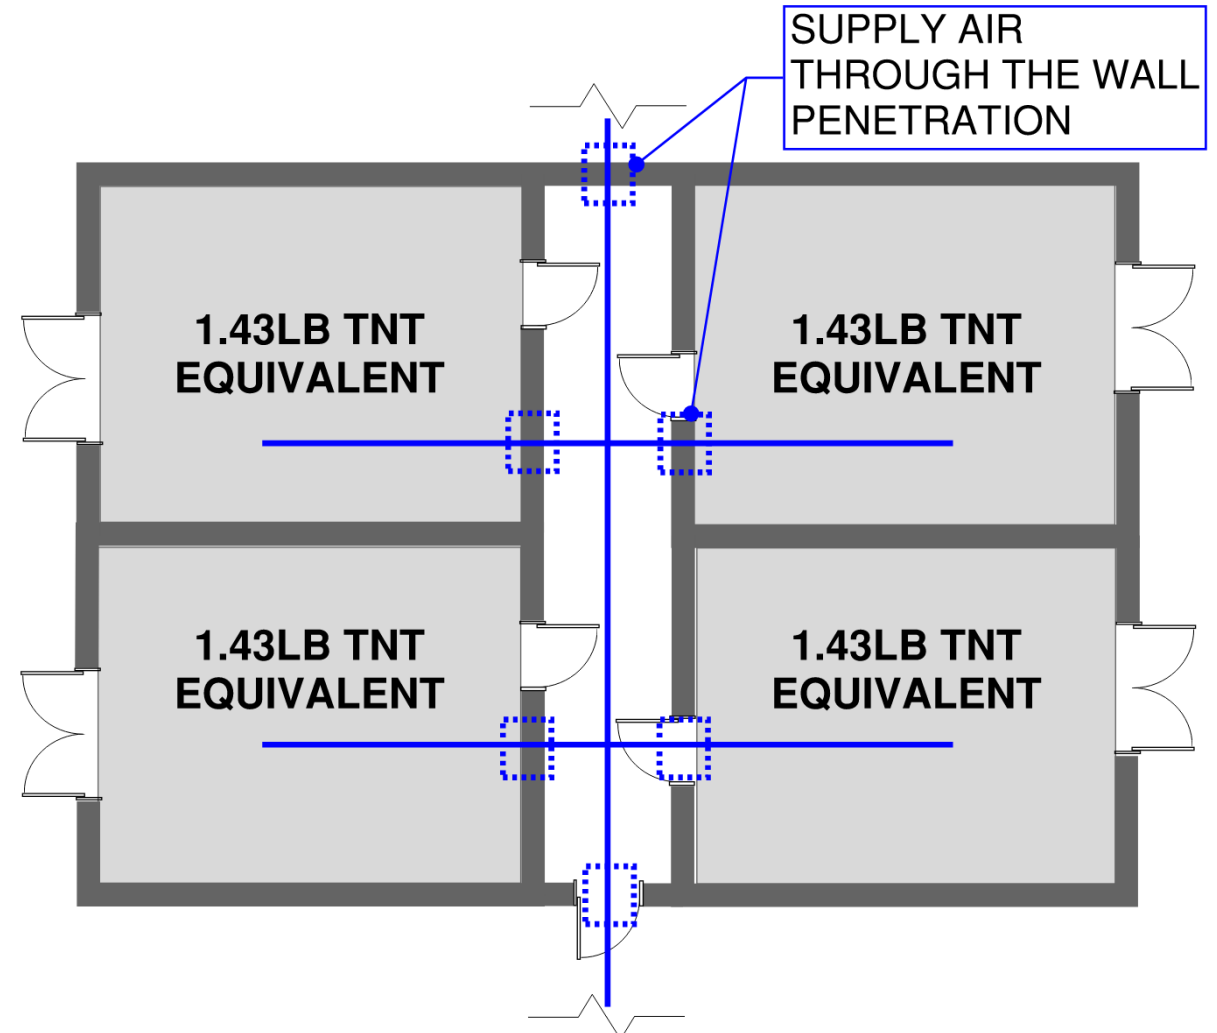 SUPPLY AIR
THROUGH THE WALL
PENETRATION
1.43LB TNT
EQUIVALENT
1.43LB TNT
EQUIVALENT
1.43LB TNT
EQUIVALENT
1.43LB TNT
EQUIVALENT